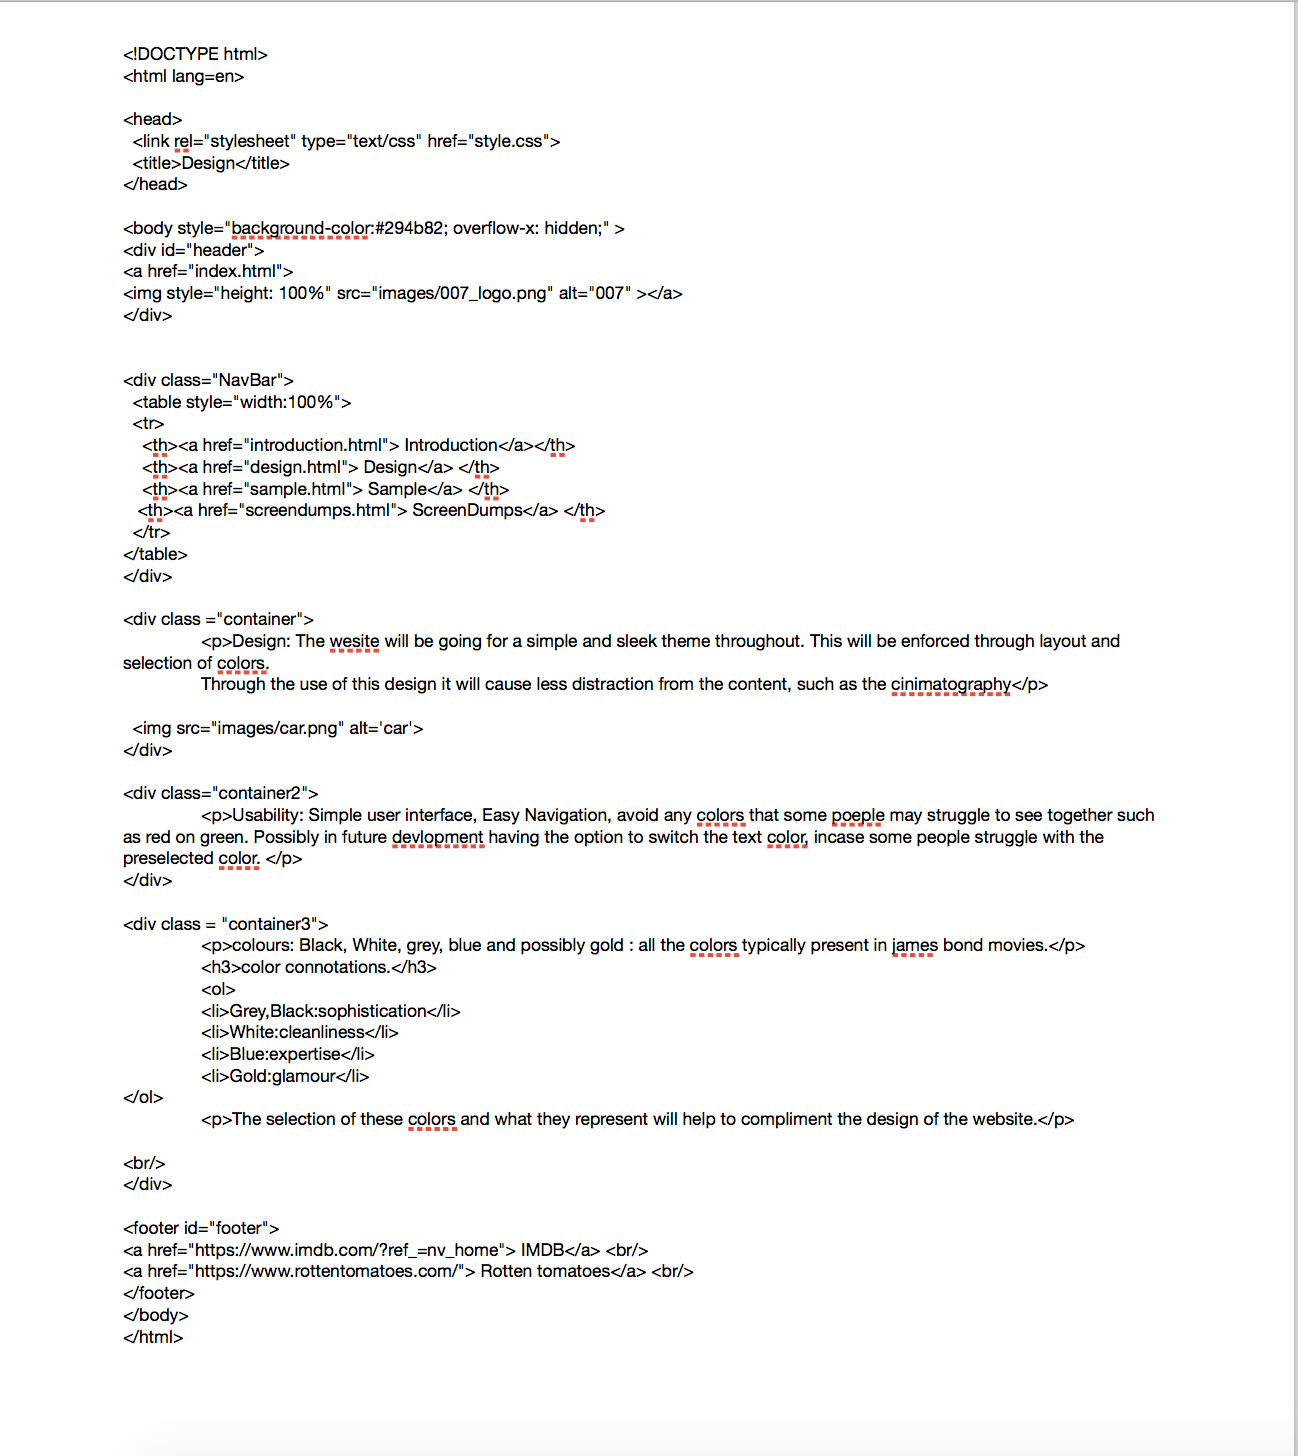 <!DOCTYPE html>
<html lang=en>
<head>
<link rel="stylesheet" type="text/css" href="style.css">
<title>Design</title>
</head>
<body style="background-color:#294b82; overflow-x: hidden;" >
<div id="header">
<a href="index.html">
<img style="height: 100%" src="images/007_logo.png" alt="007" ></a>
</div>
<div class="NavBar">
<table style="width:100%">
<tr>
<th><a href="introduction.html"> Introduction</a></th>
<th><a href="design.html"> Design</a> </th>
<th><a href="sample.html"> Sample</a> </th>
<th><a href="screendumps.html"> ScreenDumps</a> </th>
</tr>
</table>
</div>
<div class ="container">
<p>Design: The wesite will be going for a simple and sleek theme throughout. This will be enforced through layout and
selection of colors.
Through the use of this design it will cause less distraction from the content, such as the cinimatography</p>
<img src="images/car.png" alt='car'>
</div>
<div class="container2">
<p>Usability: Simple user interface, Easy Navigation, avoid any colors that some poeple may struggle to see together such
as red on green. Possibly in future devlopment having the option to switch the text color, incase some people struggle with the
preselected color. </p>
</div>
<div class = "container3">
<p>colours: Black, White, grey, blue and possibly gold : all the colors typically present in james bond movies.</p>
<h3>color connotations.</h3>
<ol>
<li>Grey,Black:sophistication</li>
<li>White:cleanliness</li>
<li>Blue:expertise</li>
<li>Gold:glamour</li>
</ol>
<p>The selection of these colors and what they represent will help to compliment the design of the website.</p>
<br/>
</div>
<footer id="footer">
<a href="https://www.imdb.com/?ref_=nv_home"> IMDB</a> <br/>
<a href="https://www.rottentomatoes.com/"> Rotten tomatoes</a> <br/>
</footer>
</body>
</html>